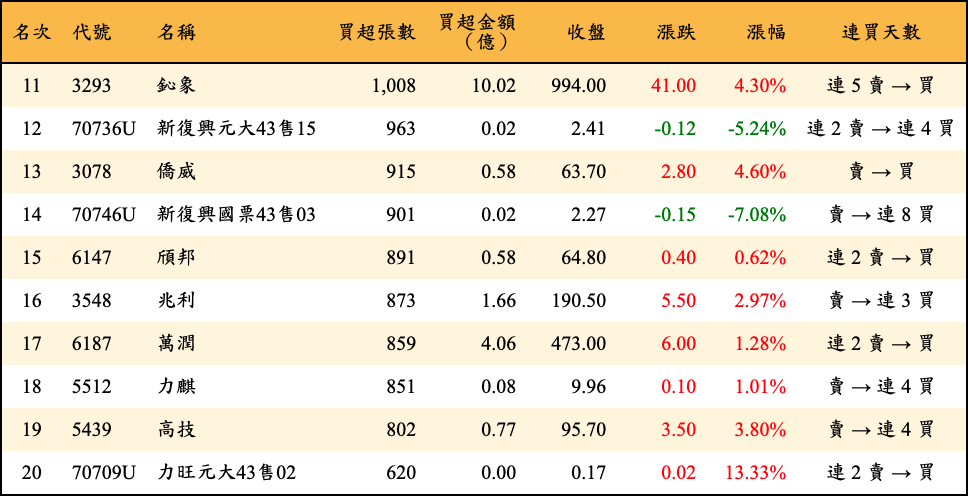 名次 代號 名稱 買超張數 買超金額（億） 收盤 漲跌 漲幅 連買天數
11 3293 鈊象 1,008 10.02 994.00 41.00 4.30% 連 5 賣 → 買
12 70736U 新復興元大43售15 963 0.02 2.41 -0.12 -5.24% 連 2 賣 → 連 4 買
13 3078 僑威 915 0.58 63.70 2.80 4.60% 賣 → 買
14 70746U 新復興國票43售03 901 0.02 2.27 -0.15 -7.08% 賣 → 連 8 買
15 6147 頎邦 891 0.58 64.80 0.40 0.62% 連 2 賣 → 買
16 3548 兆利 873 1.66 190.50 5.50 2.97% 賣 → 連 3 買
17 6187 萬潤 859 4.06 473.00 6.00 1.28% 連 2 賣 → 買
18 5512 力麒 851 0.08 9.96 0.10 1.01% 賣 → 連 4 買
19 5439 高技 802 0.77 95.70 3.50 3.80% 賣 → 連 4 買
20 70709U 力旺元大43售02 620 0.00 0.17 0.02 13.33% 連 2 賣 → 買